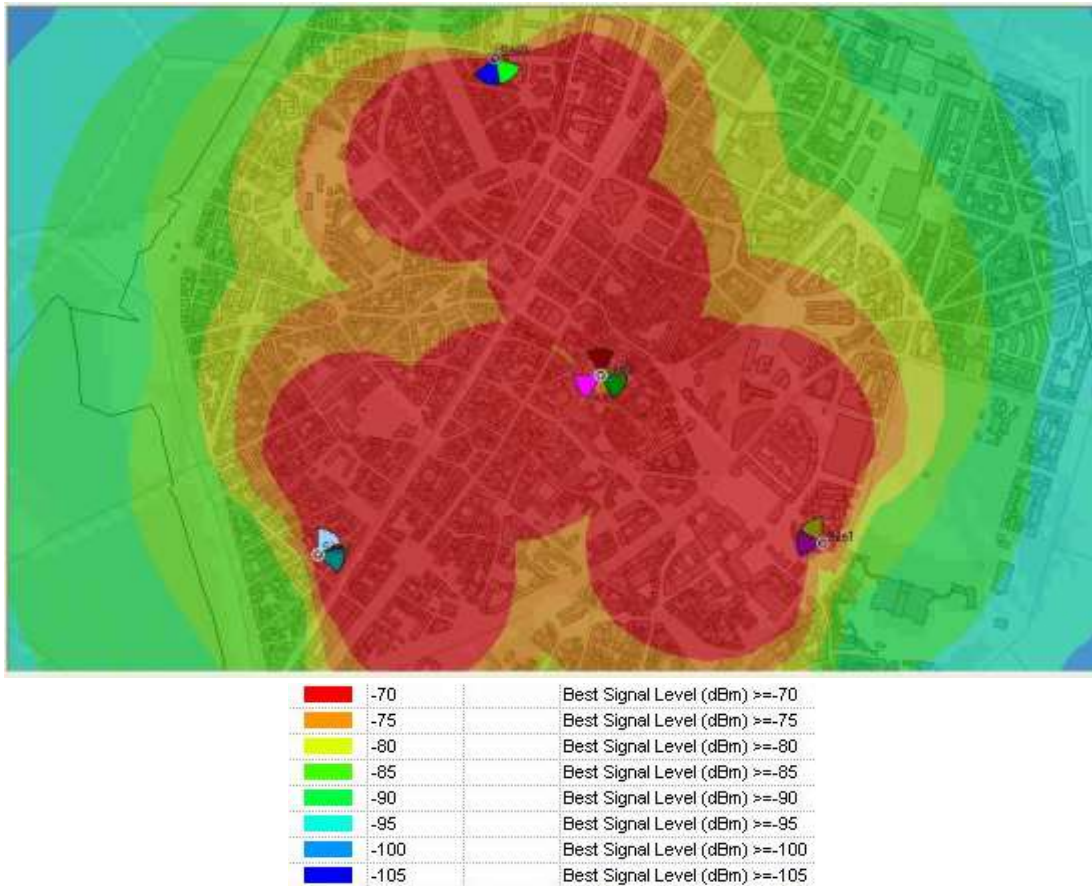 -70 Best Signal Level (dBm) >=-70
-75 Best Signal Level (dBm) >=-75
-80 Best Signal Level (dBm) >=-80
-85 Best Signal Level (dBm) >=-85
-90 Best Signal Level (dBm) >=-90
-95 Best Signal Level (dBm) >=-95
-100 Best Signal Level (dBm) >=-100
-105 Best Signal Level (dBm) >=-105